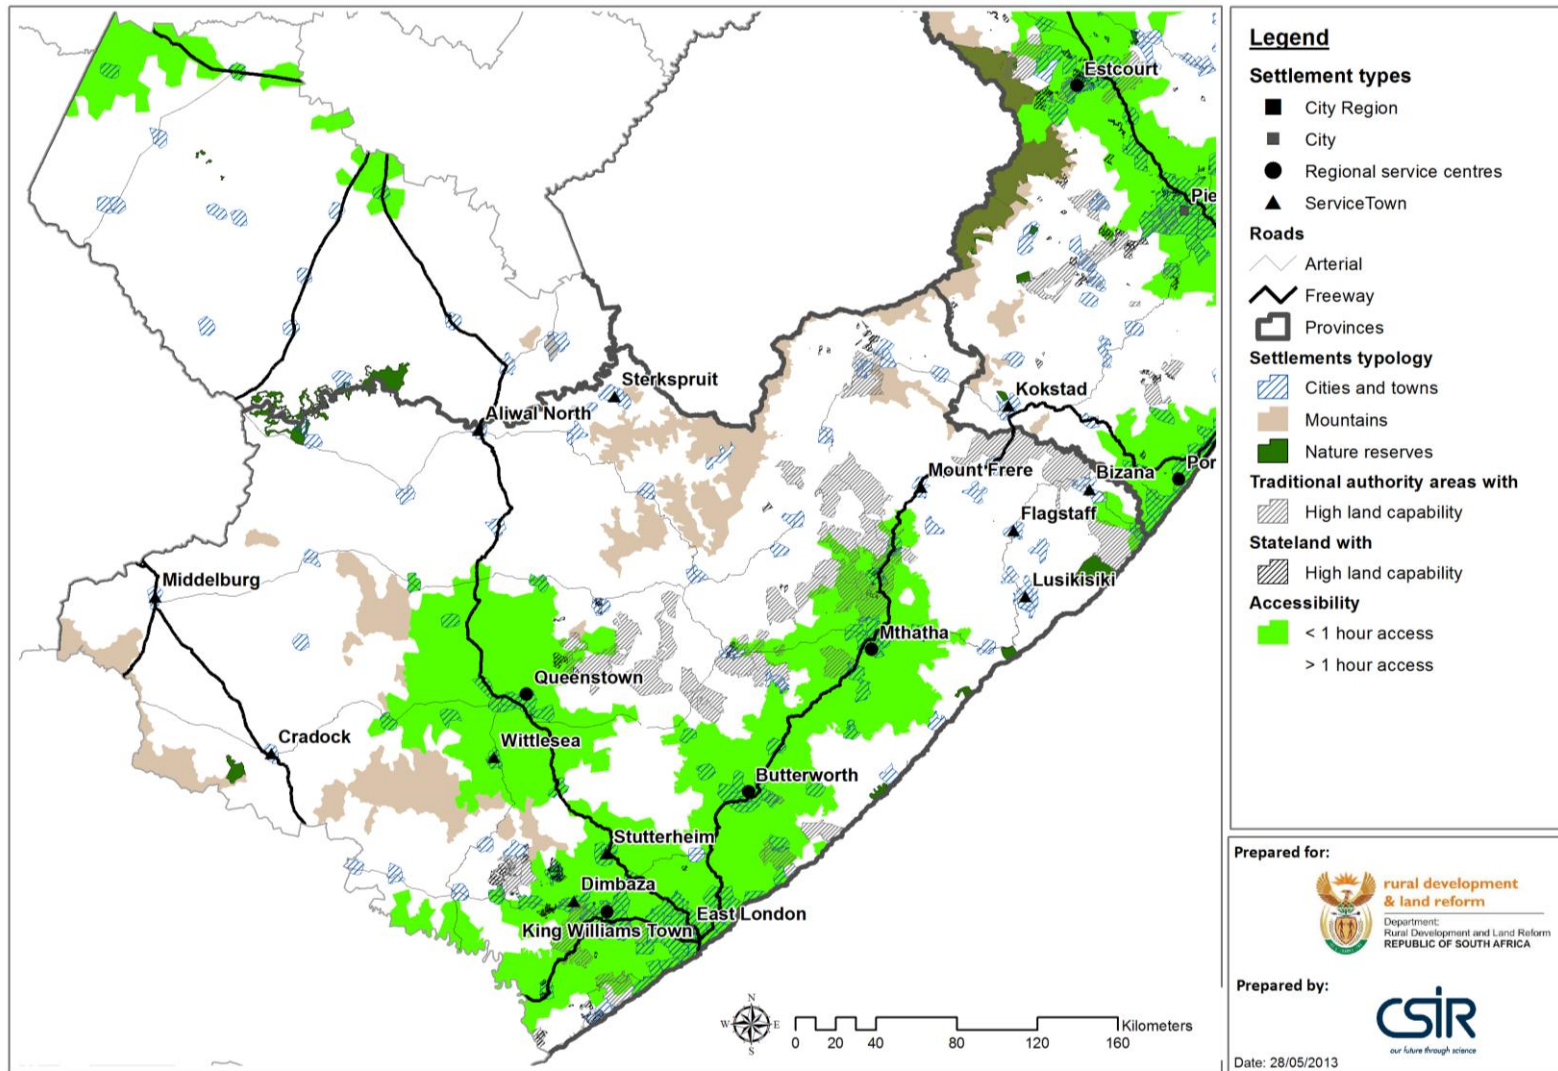 Estcourt
Pie
Sterkspruit
Aliwal North
Kokstad
Mount Frere
Bizana
Por
Flagstaff
Middelburg
Lusikisiki
Mthatha
Queenstown
Cradock
Wittlesea
Butterworth
Stutterheim
Dimbaza
East London
King Williams Town
N
W
E
S
Kilometers
0 20 40 80 120 160
Legend
Settlement types
City Region
City
Regional service centres
ServiceTown
Roads
Arterial
Freeway
Provinces
Settlements typology
Cities and towns
Mountains
Nature reserves
Traditional authority areas with
High land capability
Stateland with
High land capability
Accessibility
< 1 hour access
> 1 hour access
Prepared for:
rural development
& land reform
Department:
Rural Development and Land Reform
REPUBLIC OF SOUTH AFRICA
Prepared by:
CSIR
our future through science
Date: 28/05/2013